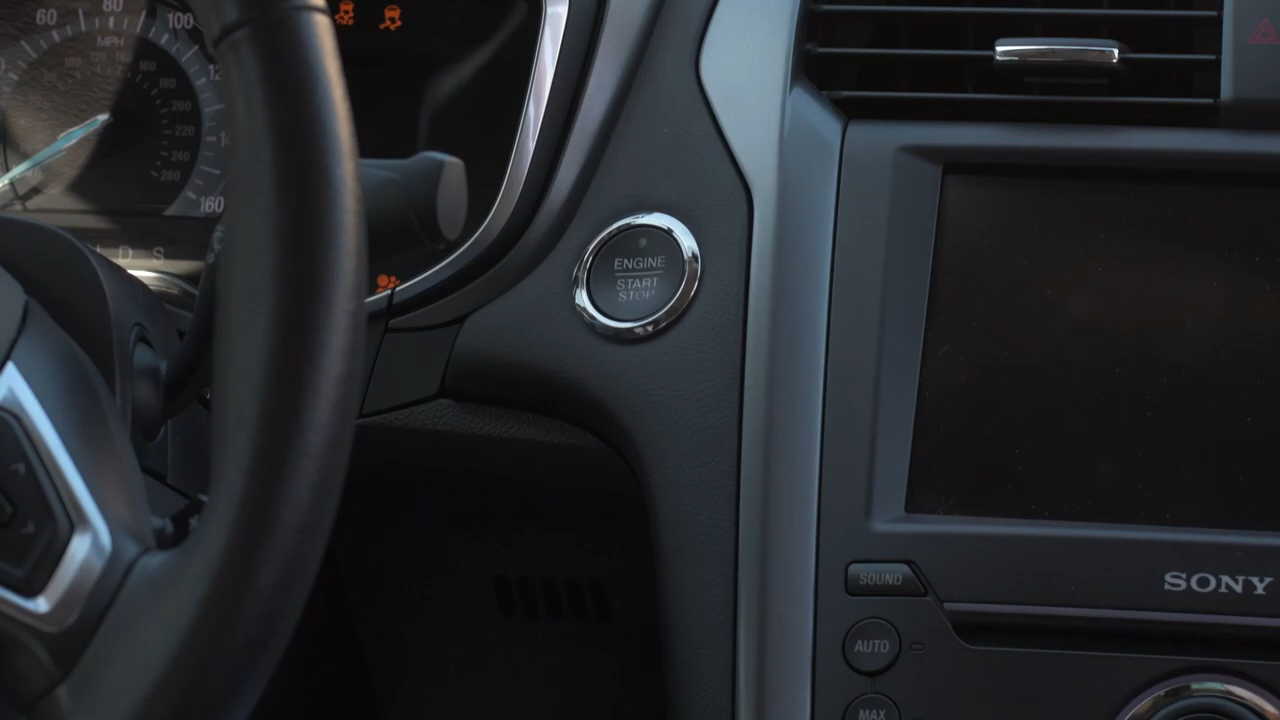 60
80
100
MPH
120
140
160
180
160
200
220
240
260
D S
OFF
ENGINE
START
STOP
SOUND
SONY
AUTO
MAX